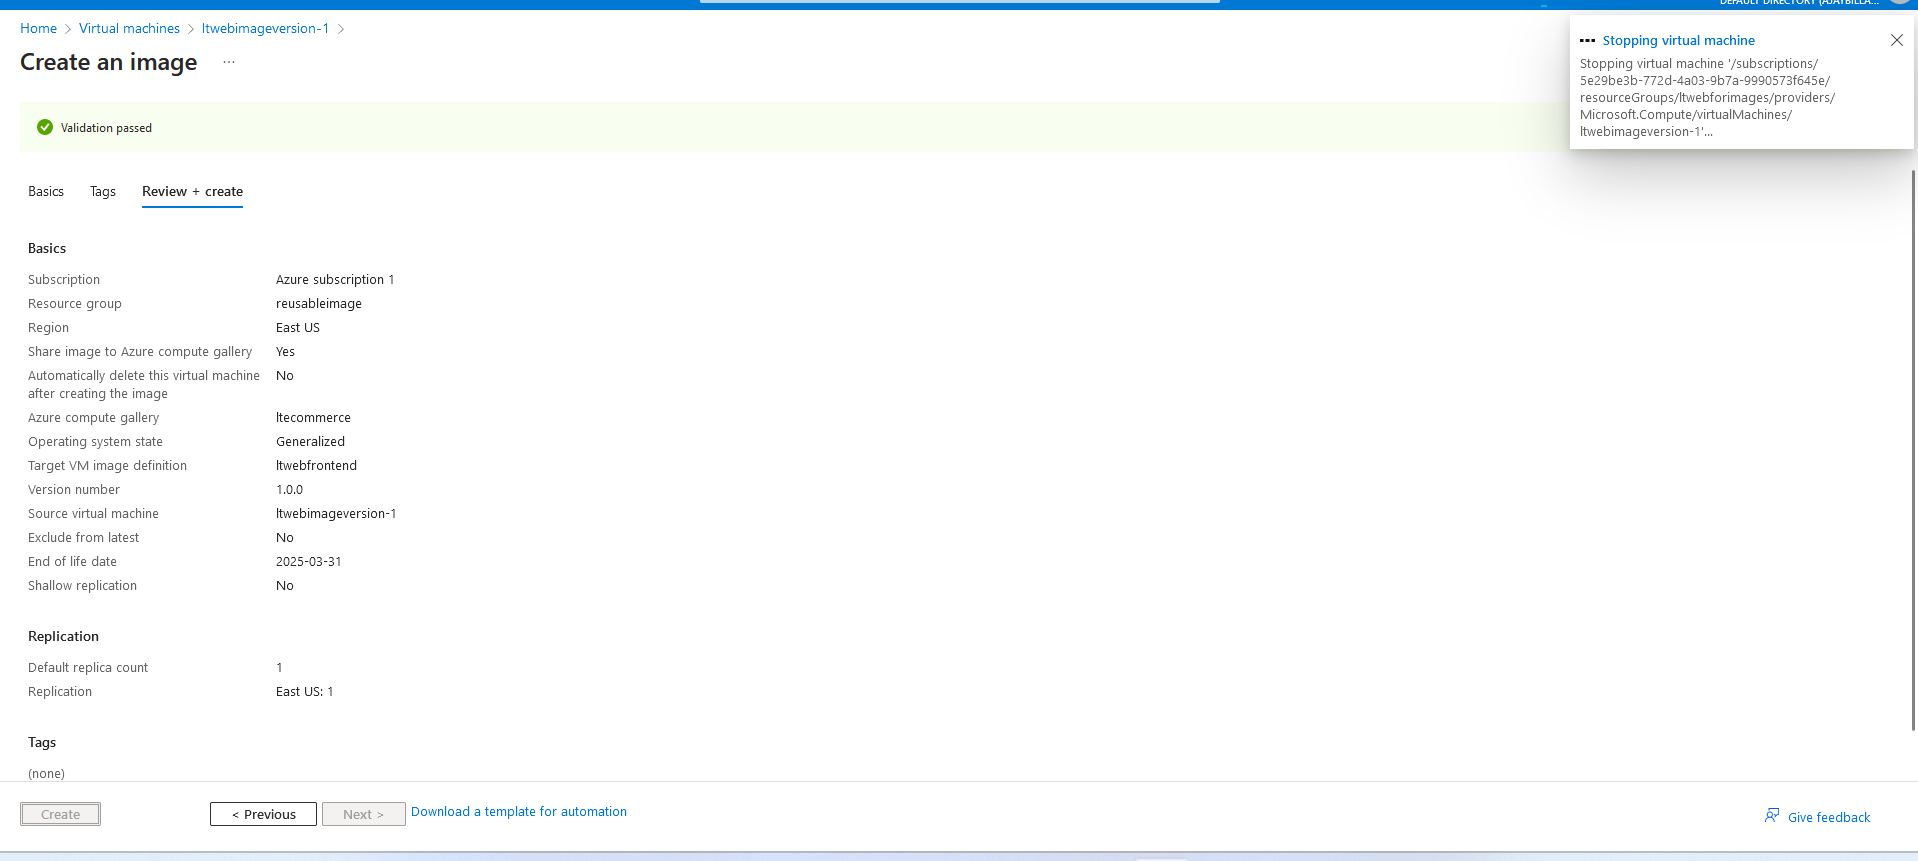 DEFAULT DIRECTORY (AJAYBILLA...
Home > Virtual machines > ltwebimageversion-1 >
Create an image ...
Stopping virtual machine
Stopping virtual machine '/subscriptions/
5e29be3b-772d-4a03-9b7a-9990573f645e/
resourceGroups/ltwebforimages/providers/
Microsoft.Compute/virtualMachines/
ltwebimageversion-1'...
Validation passed
Basics Tags Review + create
Basics
Subscription Azure subscription 1
Resource group reusableimage
Region East US
Share image to Azure compute gallery Yes
Automatically delete this virtual machine No
after creating the image
Azure compute gallery ltecommerce
Operating system state Generalized
Target VM image definition ltwebfrontend
Version number 1.0.0
Source virtual machine ltwebimageversion-1
Exclude from latest No
End of life date 2025-03-31
Shallow replication No
Replication
Default replica count 1
Replication East US: 1
Tags
(none)
Create < Previous Next > Download a template for automation Give feedback